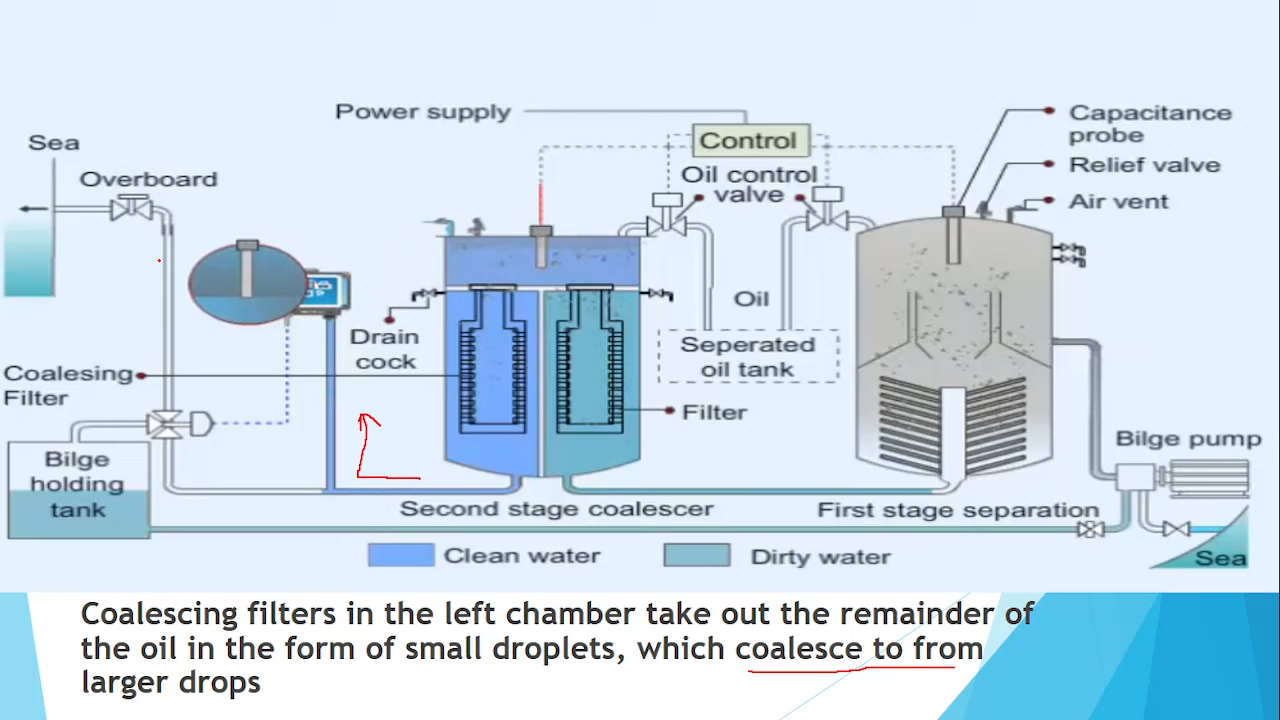 Power supply
Control
Capacitance
probe
Sea
Overboard
Oil control
valve
Relief valve
Air vent
Oil
Drain
cock
Seperated
oil tank
Coalesing
Filter
Filter
Bilge
holding
tank
Bilge pump
Second stage coalescer
First stage separation
Sea
Clean water
Dirty water
Coalescing filters in the left chamber take out the remainder of
the oil in the form of small droplets, which coalesce to from
larger drops